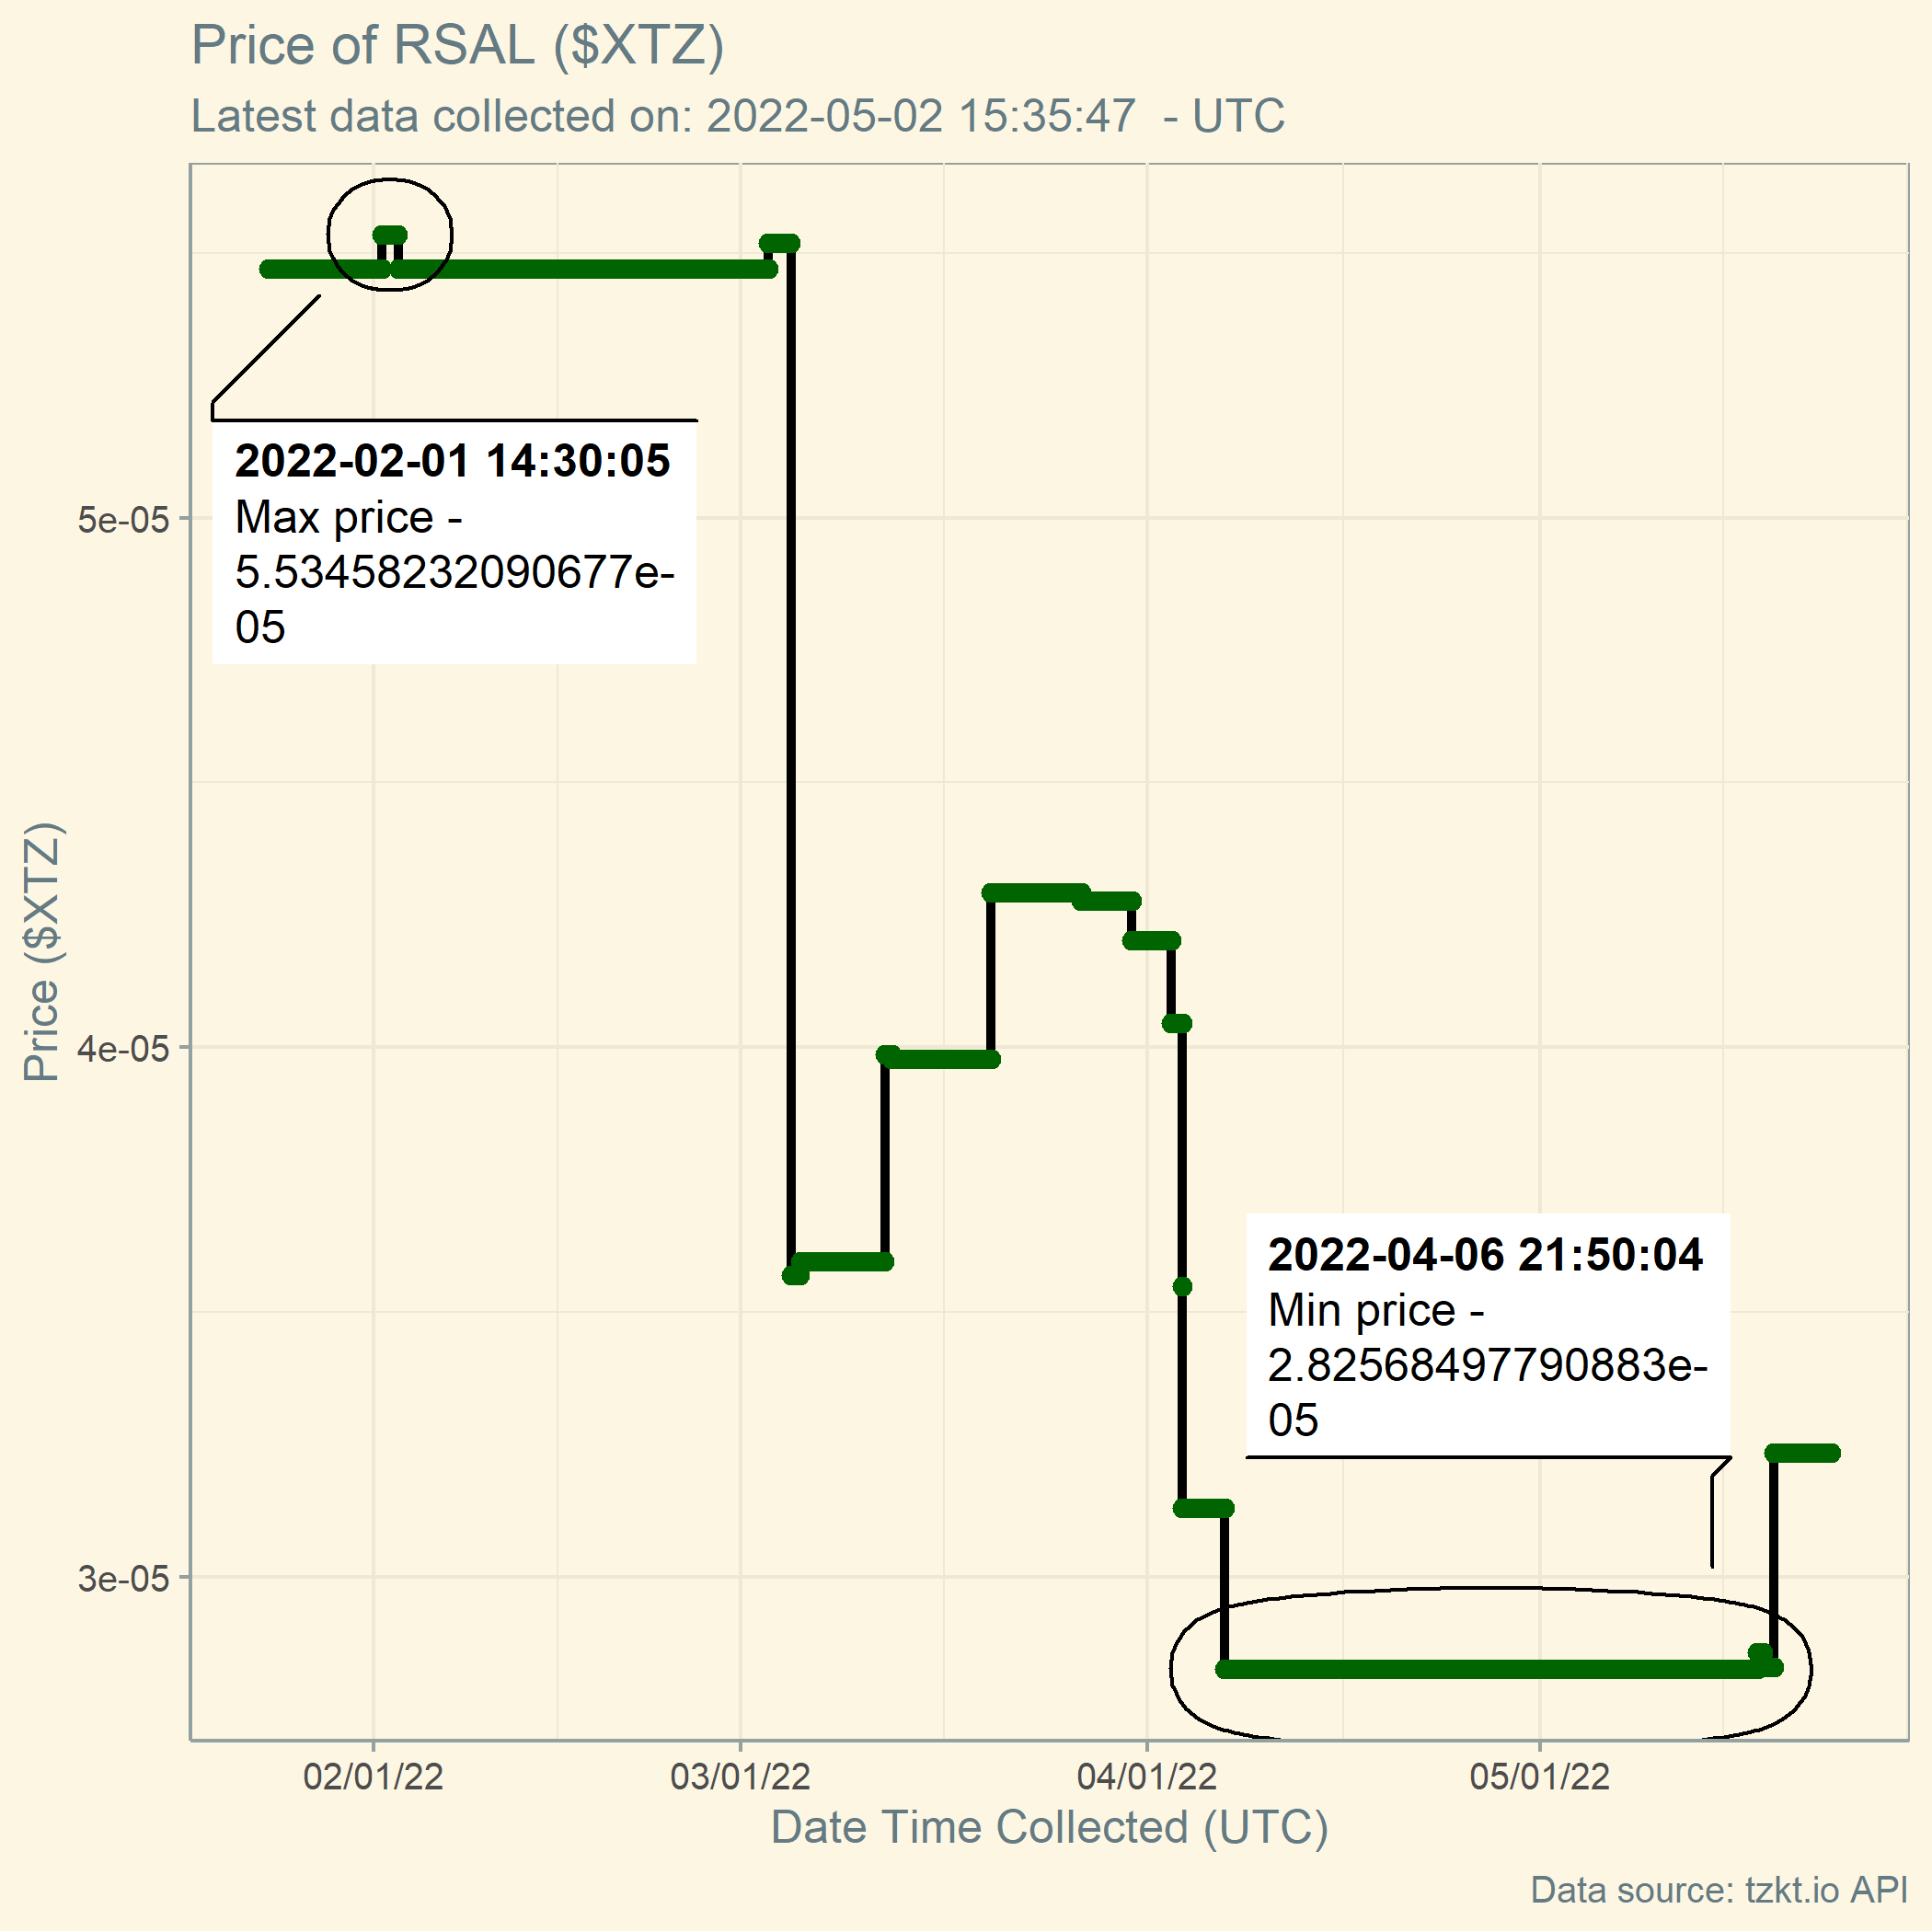 Price of RSAL ($XTZ)
Latest data collected on: 2022-05-02 15:35:47  - UTC
2022-02-01 14:30:05
Max price -
5.53458232090677e-
05
5e-05
Price ($XTZ)
4e-05
2022-04-06 21:50:04
Min price -
2.82568497790883e-
05
3e-05
02/01/22
03/01/22
04/01/22
05/01/22
Date Time Collected (UTC)
Data source: tzkt.io API